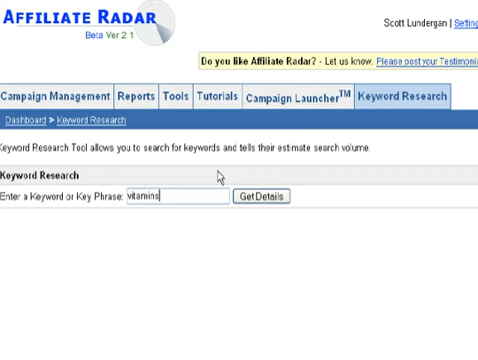 AFFILIATE RADAR
Beta Ver 2.1
Scott Lundergan |
Do you like Affiliate Radar? - Let us know. Please post your
Campaign Management Reports Tools Tutorials Campaign Launcher™ Keyword Research
Dashboard > Keyword Research
Keyword Research Tool allows you to search for keywords and tells their estimate search volume.
Keyword Research
Enter a Keyword or Key Phrase: vitamins Get Details